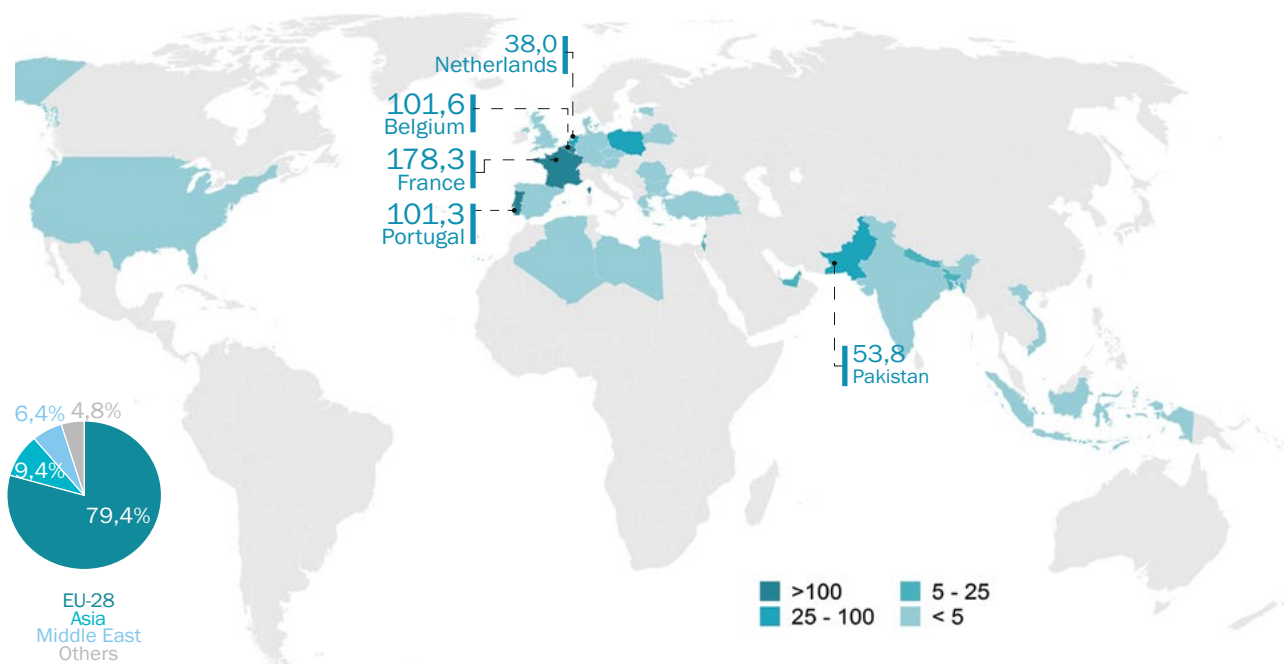 38,0
Netherlands
101,6
Belgium
178,3
France
101,3
Portugal
53,8
Pakistan
6,4% 4,8%
9,4%
79,4%
EU-28
Asia
Middle East
Others
>100
25 - 100
5 - 25
< 5